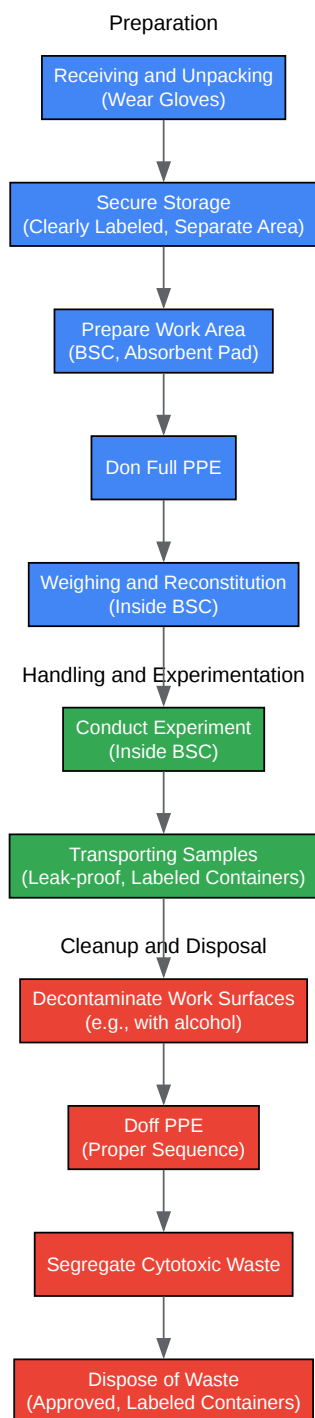 Preparation
Receiving and Unpacking
(Wear Gloves)
Secure Storage
(Clearly Labeled, Separate Area)
Prepare Work Area
(BSC, Absorbent Pad)
Don Full PPE
Weighing and Reconstitution
(Inside BSC)
Handling and Experimentation
Conduct Experiment
(Inside BSC)
Transporting Samples
(Leak-proof, Labeled Containers)
Cleanup and Disposal
Decontaminate Work Surfaces
(e.g., with alcohol)
Doff PPE
(Proper Sequence)
Segregate Cytotoxic Waste
Dispose of Waste
(Approved, Labeled Containers)